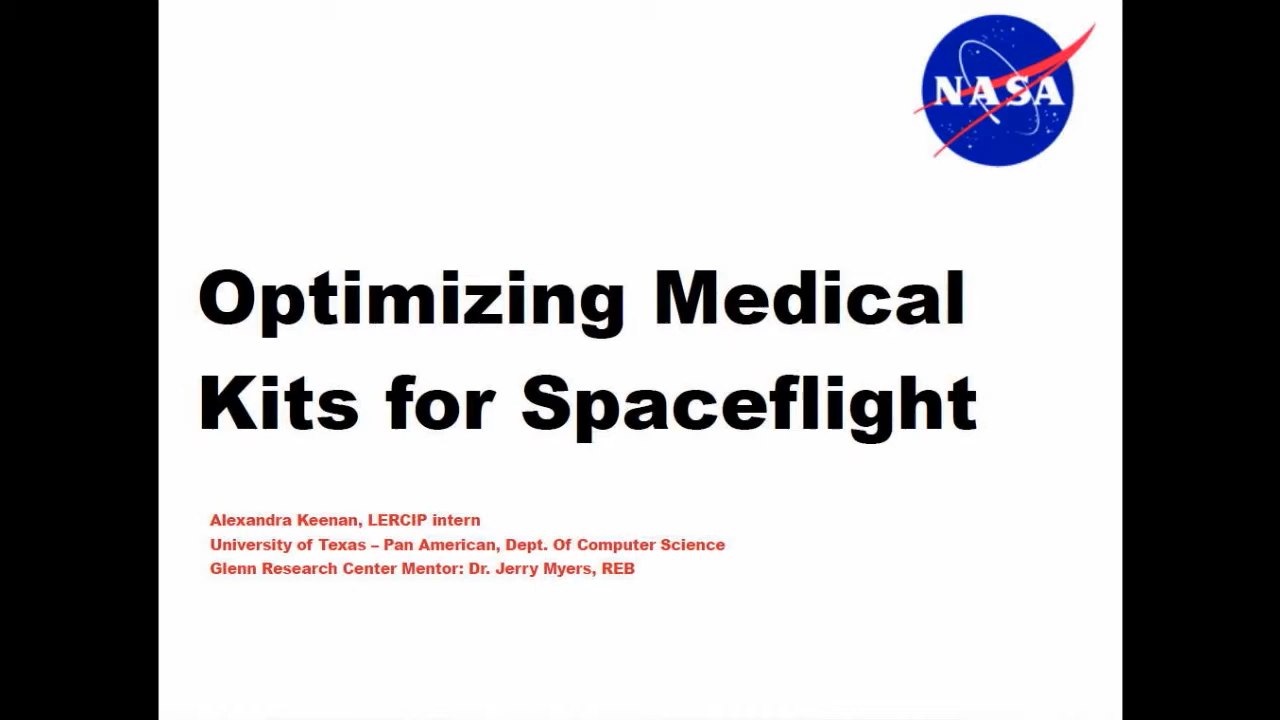 NASA
Optimizing Medical
Kits for Spaceflight
Alexandra Keenan, LERCIP intern
University of Texas – Pan American, Dept. Of Computer Science
Glenn Research Center Mentor: Dr. Jerry Myers, REB